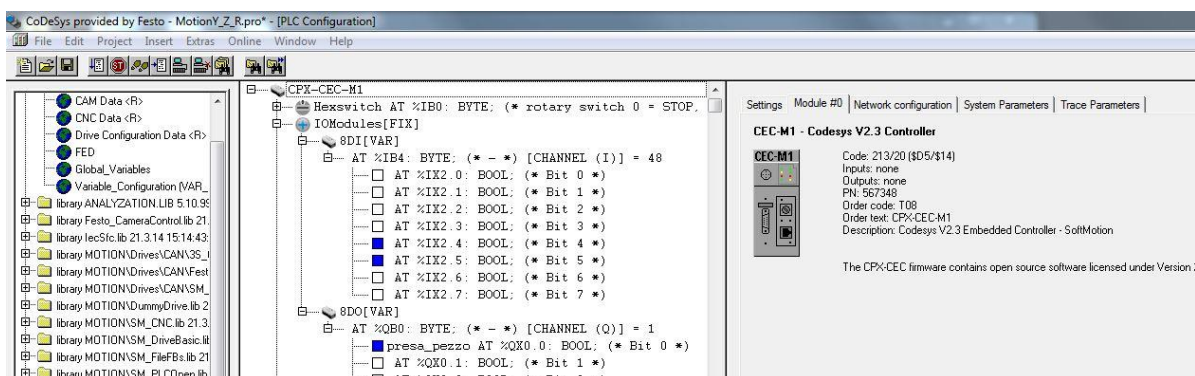 CoDeSys provided by Festo - MotionY_Z_R.pro* - [PLC Configuration]
File Edit Project Insert Extras Online Window Help
CAM Data <R>
CNC Data <R>
Drive Configuration Data <R>
FED
Global_Variables
Variable_Configuration (VAR_
library ANALYZATION.LIB 5.10.99
library Festo_CameraControl.lib 21.
library IecSfc.lib 21.3.14 15:14:43:
library MOTION\Drives\CAN\3S_
library MOTION\Drives\CAN\Fest
library MOTION\Drives\CAN\SM_
library MOTION\DummyDrive.lib 2
library MOTION\SM_CNC.lib 21.3.
library MOTION\SM_DriveBasic.lib
library MOTION\SM_FileFBs.lib 21
library MOTION\SM_PLCOpen.lib
CPX-CEC-M1
Hexswitch AT %IB0: BYTE; (* rotary switch 0 = STOP,
IOModules[FIX]
8DI[VAR]
AT %IB4: BYTE; (* - *) [CHANNEL (I)] = 48
AT %IX2.0: BOOL; (* Bit 0 *)
AT %IX2.1: BOOL; (* Bit 1 *)
AT %IX2.2: BOOL; (* Bit 2 *)
AT %IX2.3: BOOL; (* Bit 3 *)
AT %IX2.4: BOOL; (* Bit 4 *)
AT %IX2.5: BOOL; (* Bit 5 *)
AT %IX2.6: BOOL; (* Bit 6 *)
AT %IX2.7: BOOL; (* Bit 7 *)
8DO[VAR]
AT %QB0: BYTE; (* - *) [CHANNEL (Q)] = 1
presa_pezzo AT %QX0.0: BOOL; (* Bit 0 *)
AT %QX0.1: BOOL; (* Bit 1 *)
Settings Module #0 Network configuration System Parameters Trace Parameters
CEC-M1 - Codesys V2.3 Controller
CEC-M1
Code: 213/20 ($D5/$14)
Inputs: none
Outputs: none
PN: 567348
Order code: T08
Order text: CPX-CEC-M1
Description: Codesys V2.3 Embedded Controller - SoftMotion
The CPX-CEC firmware contains open source software licensed under Version